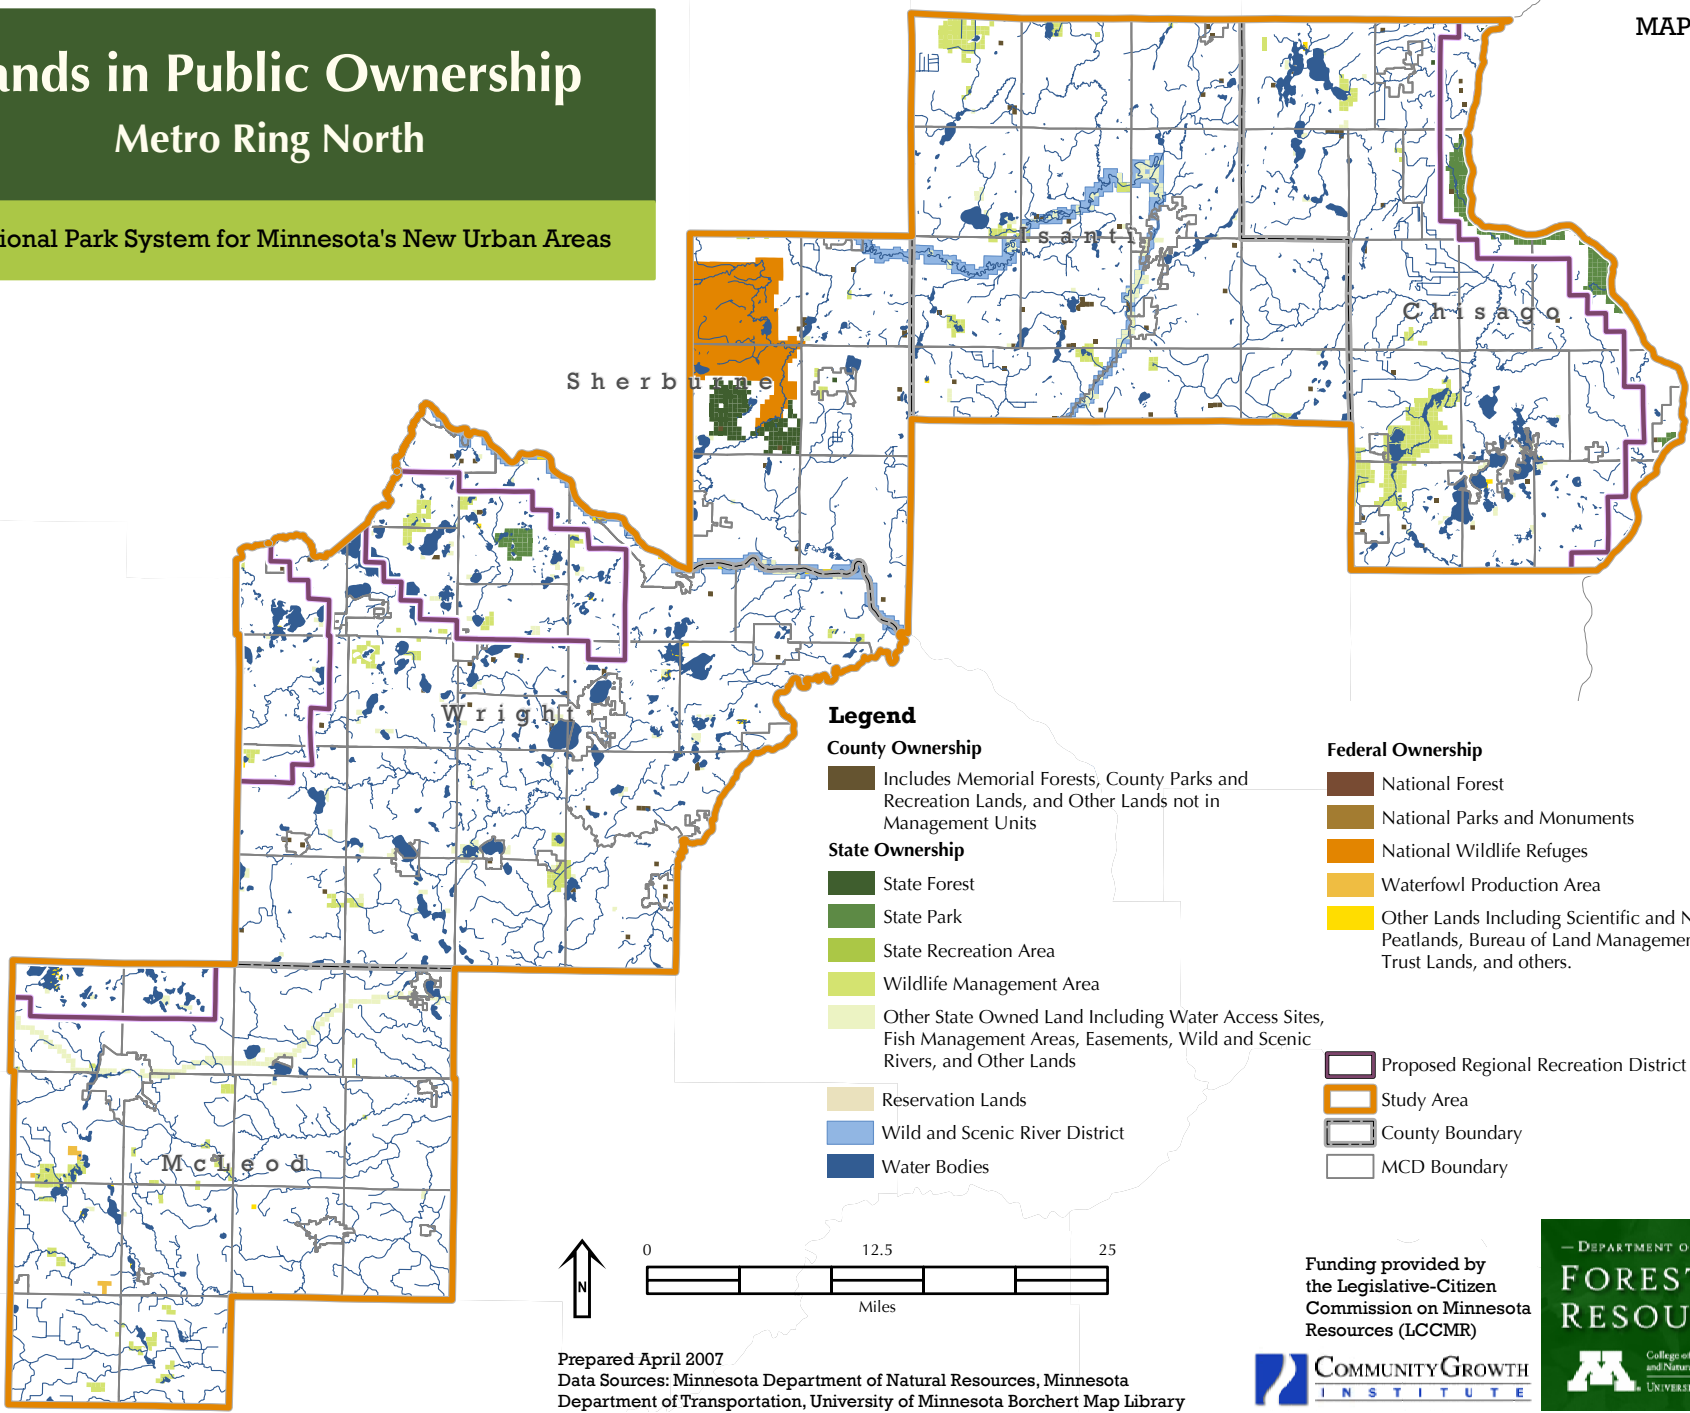 ands in Public Ownership
Metro Ring North
ional Park System for Minnesota's New Urban Areas
MAP
Isanti
Chisago
Sherburne
Wright
McLeod
Legend
County Ownership
Includes Memorial Forests, County Parks and
Recreation Lands, and Other Lands not in
Management Units
State Ownership
State Forest
State Park
State Recreation Area
Wildlife Management Area
Other State Owned Land Including Water Access Sites,
Fish Management Areas, Easements, Wild and Scenic
Rivers, and Other Lands
Reservation Lands
Wild and Scenic River District
Water Bodies
Federal Ownership
National Forest
National Parks and Monuments
National Wildlife Refuges
Waterfowl Production Area
Other Lands Including Scientific and N
Peatlands, Bureau of Land Managemen
Trust Lands, and others.
Proposed Regional Recreation District
Study Area
County Boundary
MCD Boundary
N
0 12.5 25
Miles
Prepared April 2007
Data Sources: Minnesota Department of Natural Resources, Minnesota
Department of Transportation, University of Minnesota Borchert Map Library
Funding provided by
the Legislative-Citizen
Commission on Minnesota
Resources (LCCMR)
COMMUNITY GROWTH
INSTITUTE
— DEPARTMENT O
FOREST
RESOU
College of
and Natur
UNIVERSI